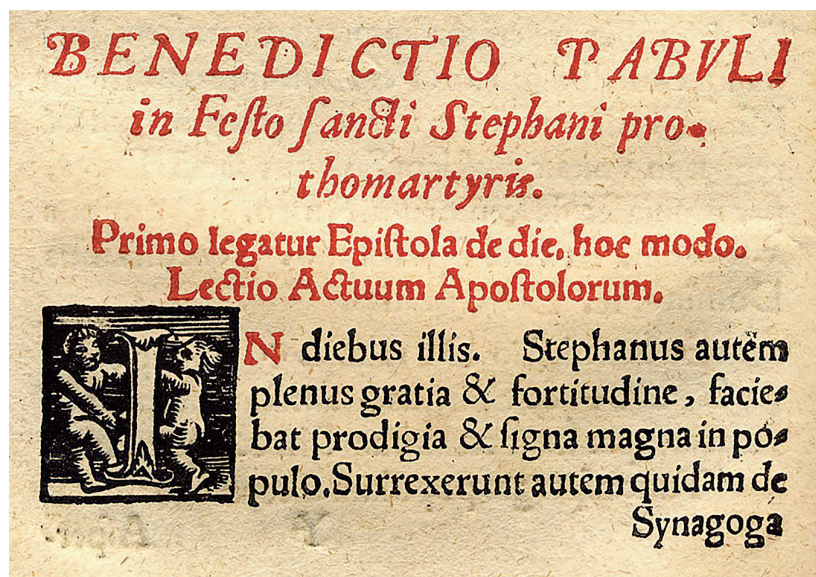 BENEDICTIO PABVLI
in Feſto ſancti Stephani pro-
thomartyris.
Primo legatur Epiſtola de die, hoc modo.
Lectio Actuum Apoſtolorum.
IN diebus illis. Stephanus autem
plenus gratia & fortitudine, facie-
bat prodigia & ſigna magna in po-
pulo. Surrexerunt autem quidam de
Synagoga